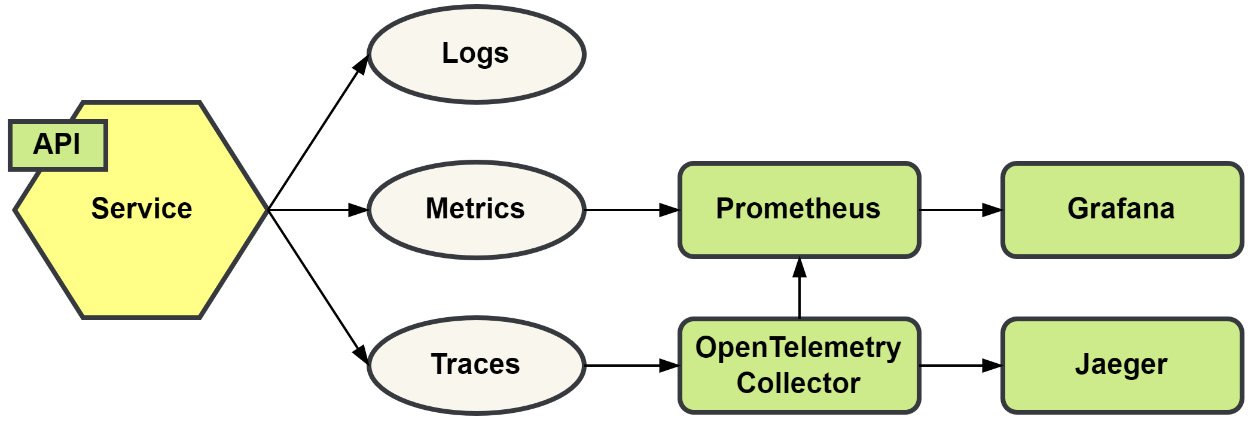 Logs
API
Service
Metrics
Prometheus
Grafana
Traces
OpenTelemetry
Collector
Jaeger